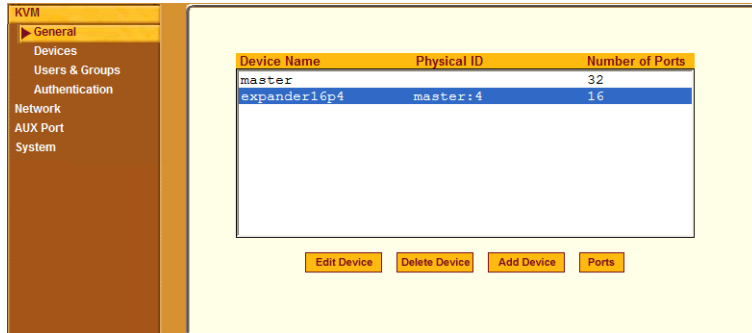 KVM
General
Devices
Users & Groups
Authentication
Network
AUX Port
System
Device Name Physical ID Number of Ports
master 32
expander16p4 master:4 16
Edit Device Delete Device Add Device Ports